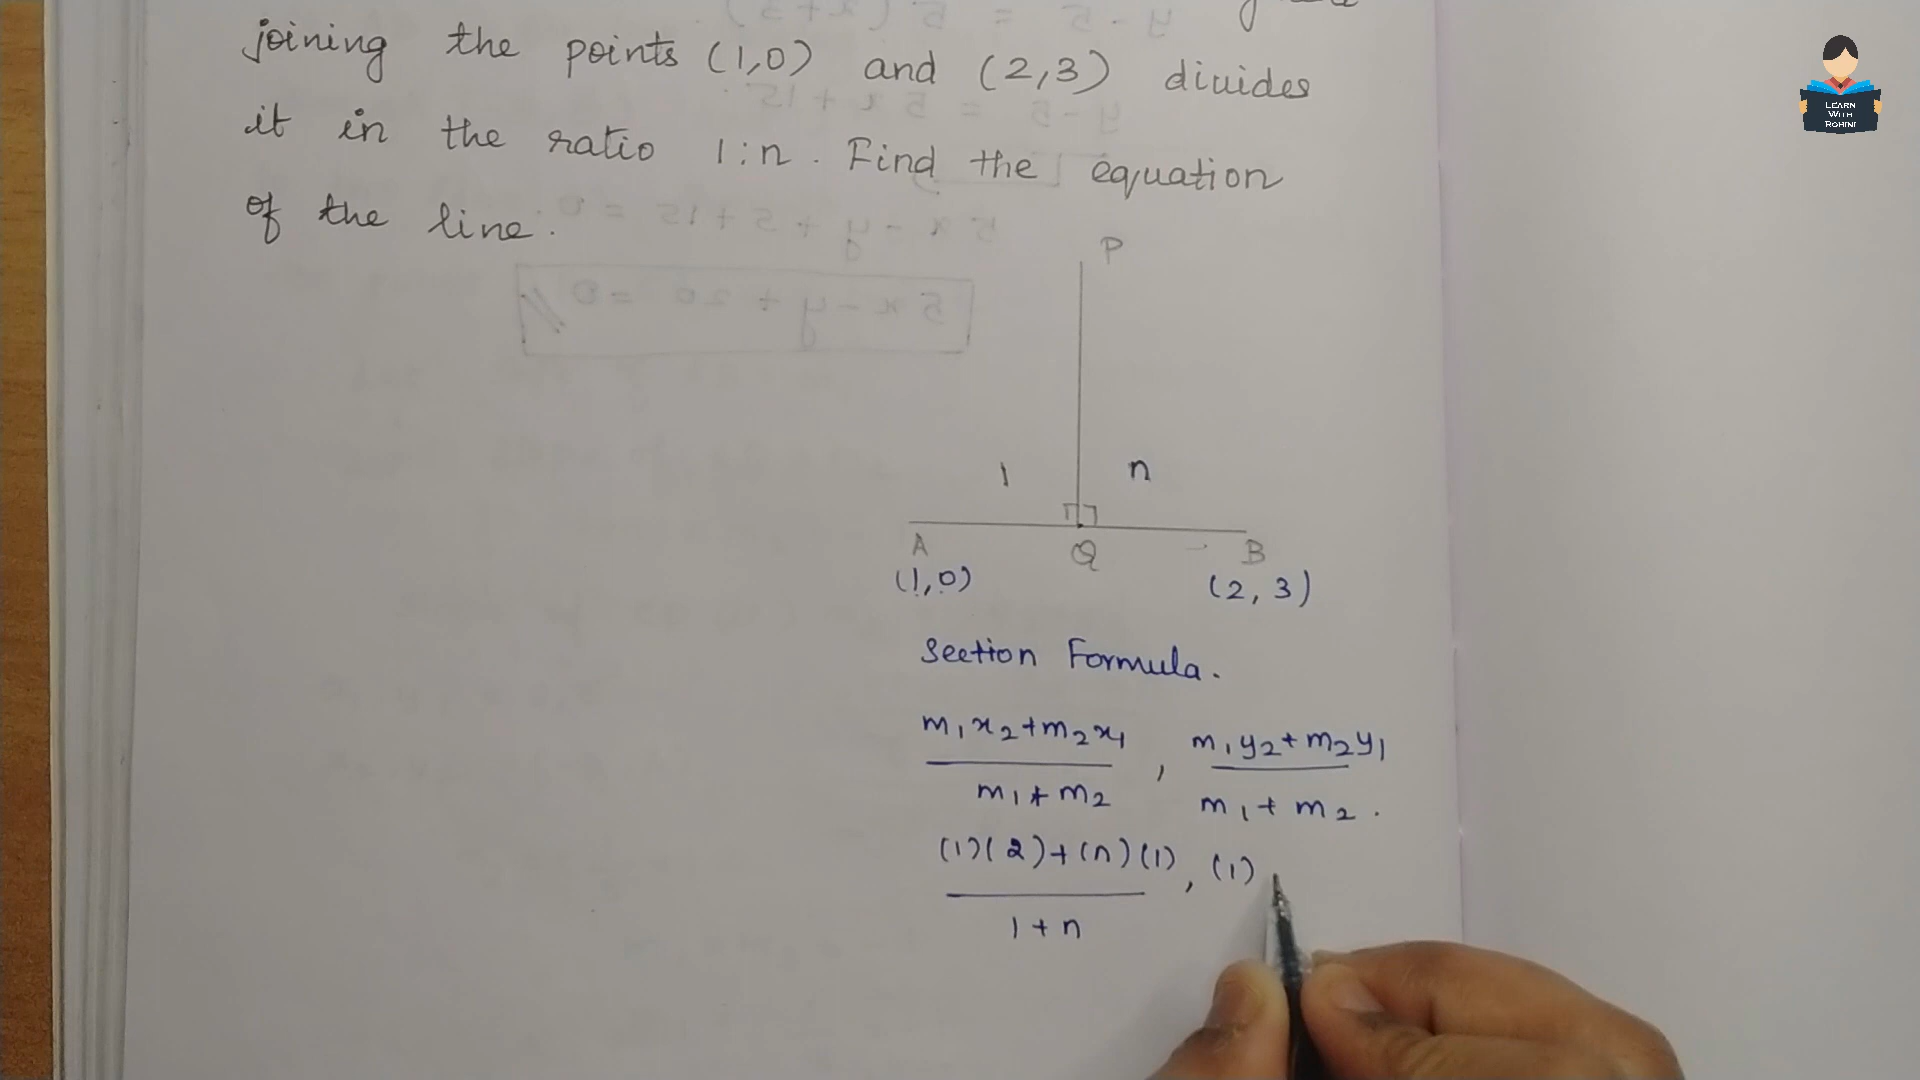 joining the points (1,0) and (2,3) divides
it in the ratio 1:n. Find the equation
of the line.
P
1 n
A Q B
(1,0) (2,3)
Section Formula.
m₁x₂+m₂x₁ / m₁+m₂ , m₁y₂+m₂y₁ / m₁+m₂.
(1)(2)+(n)(1) / 1+n , (1)
LEARN
WITH
ROHINI